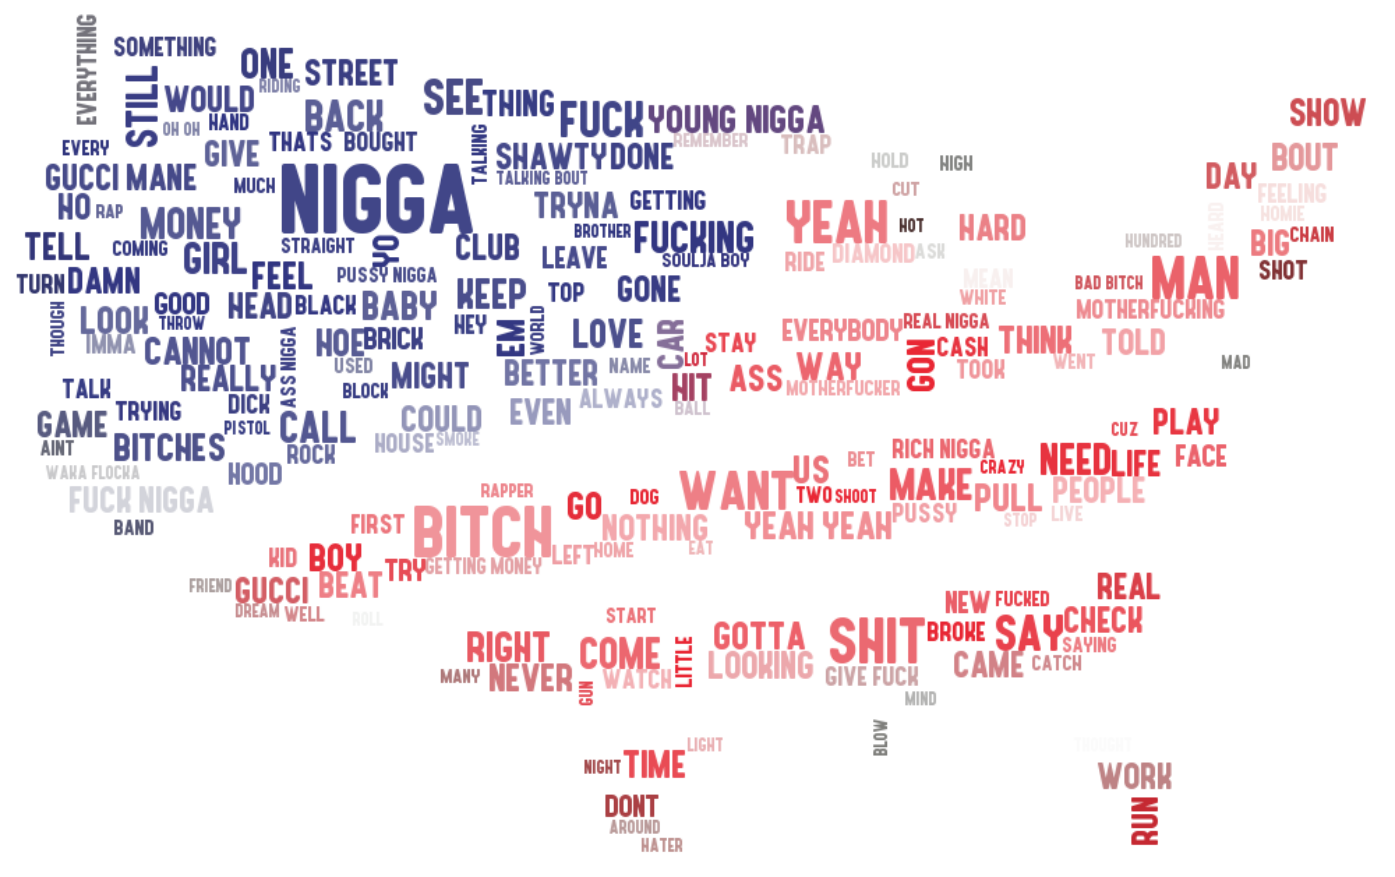 EVERYTHING
SOMETHING
STILL
ONE
RIDING
STREET
WOULD
OH OH
HAND
BACK
SEE
THING
FUCK
YOUNG NIGGA
REMEMBER
TRAP
SHOW
EVERY
GIVE
THATS
BOUGHT
TALKING
SHAWTY
DONE
TALKING BOUT
HOLD
HIGH
BOUT
GUCCI MANE
MUCH
NIGGA
CUT
DAY
FEELING
HO
RAP
MONEY
TRYNA
GETTING
YEAH
HOT
HARD
HEARD
HOMIE
TELL
COMING
GIRL
STRAIGHT
YO
CLUB
BROTHER
FUCKING
LEAVE
SOULJA BOY
RIDE
DIAMOND
ASK
HUNDRED
BIG
CHAIN
TURN
DAMN
FEEL
PUSSY NIGGA
KEEP
TOP
GONE
MEAN
WHITE
BAD BITCH
MAN
SHOT
THOUGH
LOOK
GOOD
THROW
HEAD
BLACK
BABY
HEY
EM
WORLD
LOVE
CAR
STAY
EVERYBODY
REAL NIGGA
MOTHERFUCKING
IMMA
CANNOT
HOE
BRICK
LOT
GON
CASH
THINK
TOLD
REALLY
ASS NIGGA
USED
MIGHT
BETTER
NAME
HIT
ASS
WAY
MOTHERFUCKER
TOOK
WENT
MAD
TALK
TRYING
DICK
BLOCK
COULD
EVEN
ALWAYS
BALL
GAME
AINT
BITCHES
PISTOL
CALL
ROCK
HOUSE
SMOKE
CUZ
PLAY
WAKA FLOCKA
HOOD
US
BET
RICH NIGGA
CRAZY
NEED
LIFE
FACE
FUCK NIGGA
BAND
RAPPER
GO
DOG
WANT
TWO
SHOOT
MAKE
PULL
PEOPLE
FIRST
BITCH
NOTHING
YEAH YEAH
PUSSY
STOP
LIVE
KID
BOY
TRY
GETTING MONEY
LEFT
HOME
EAT
FRIEND
GUCCI
BEAT
REAL
DREAM
WELL
ROLL
START
NEW
FUCKED
CHECK
RIGHT
COME
LITTLE
GOTTA
SHIT
BROKE
SAY
SAYING
MANY
NEVER
GUN
WATCH
LOOKING
GIVE FUCK
CAME
CATCH
MIND
BLOW
LIGHT
THOUGHT
NIGHT
TIME
WORK
DONT
RUN
AROUND
HATER